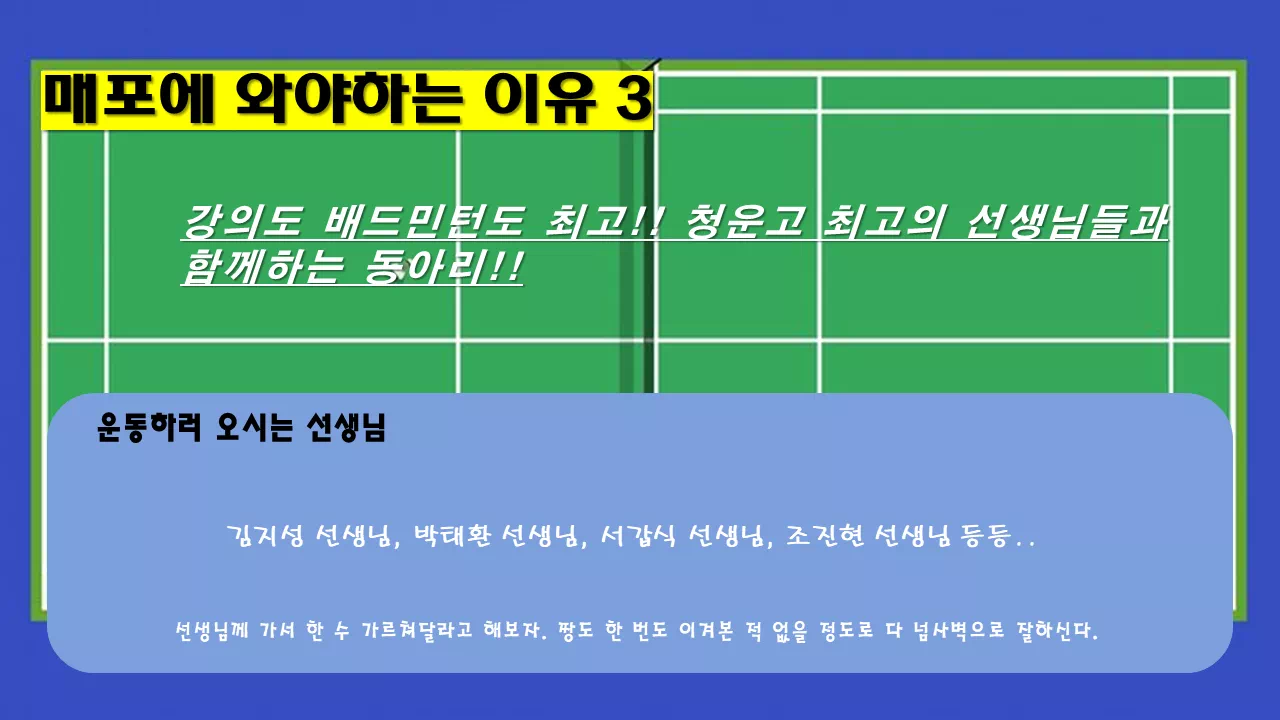 매포에 와야하는 이유 3
강의도 배드민턴도 최고!! 청운고 최고의 선생님들과
함께하는 동아리!!
운동하러 오시는 선생님
김지성 선생님, 박태환 선생님, 서갑식 선생님, 조진현 선생님 등등..
선생님께 가서 한 수 가르쳐달라고 해보자. 짱도 한 번도 이겨본 적 없을 정도로 다 넘사벽으로 잘하신다.